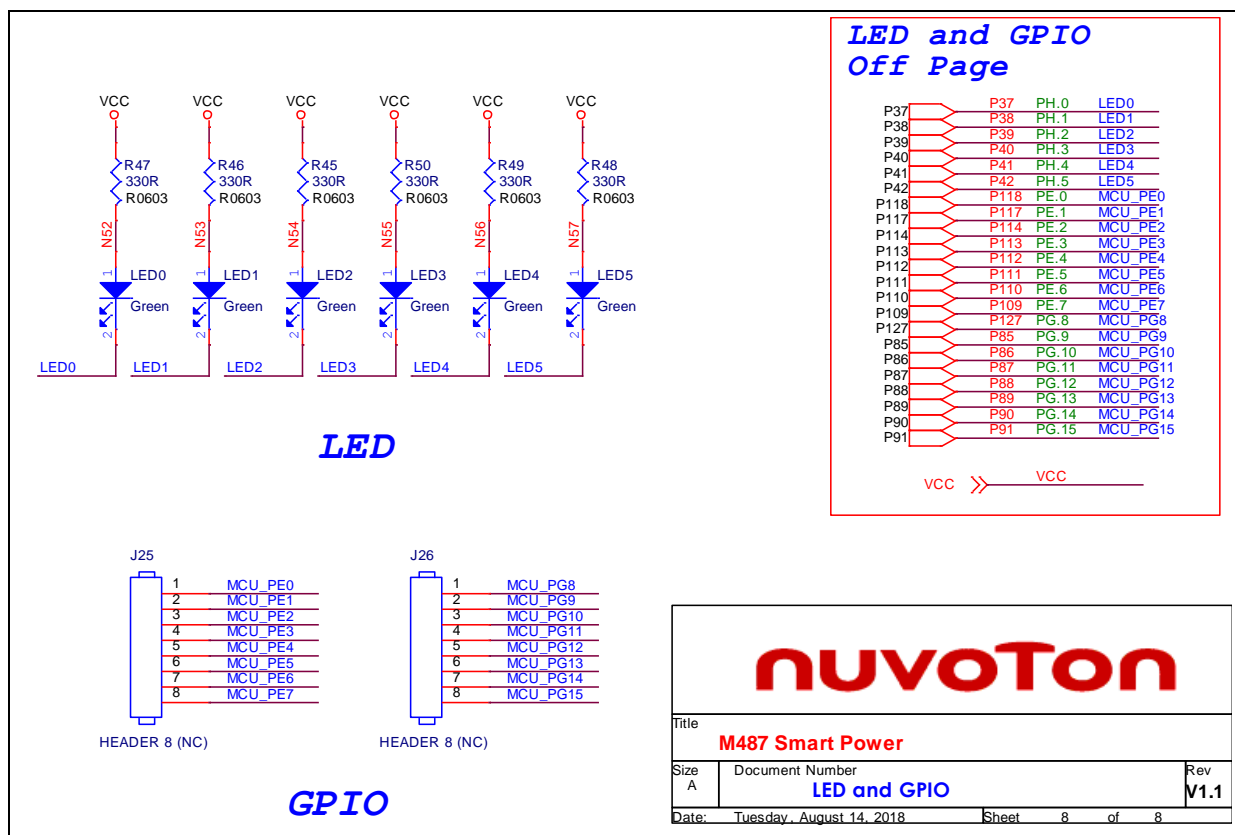 LED and GPIO
Off Page
VCC VCC VCC VCC VCC VCC
R47 R46 R45 R50 R49 R48
330R 330R 330R 330R 330R 330R
R0603 R0603 R0603 R0603 R0603 R0603
N52 N53 N54 N55 N56 N57
1 1 1 1 1 1
LED0 LED1 LED2 LED3 LED4 LED5
Green Green Green Green Green Green
2 2 2 2 2 2
LED0 LED1 LED2 LED3 LED4 LED5
LED
P37 P37 PH.0 LED0
P38 P38 PH.1 LED1
P39 P39 PH.2 LED2
P40 P40 PH.3 LED3
P41 P41 PH.4 LED4
P42 P42 PH.5 LED5
P118 P118 PE.0 MCU_PE0
P117 P117 PE.1 MCU_PE1
P114 P114 PE.2 MCU_PE2
P113 P113 PE.3 MCU_PE3
P112 P112 PE.4 MCU_PE4
P111 P111 PE.5 MCU_PE5
P110 P110 PE.6 MCU_PE6
P109 P109 PE.7 MCU_PE7
P127 P127 PG.8 MCU_PG8
P85 P85 PG.9 MCU_PG9
P86 P86 PG.10 MCU_PG10
P87 P87 PG.11 MCU_PG11
P88 P88 PG.12 MCU_PG12
P89 P89 PG.13 MCU_PG13
P90 P90 PG.14 MCU_PG14
P91 P91 PG.15 MCU_PG15
VCC VCC
J25
1 MCU_PE0
2 MCU_PE1
3 MCU_PE2
4 MCU_PE3
5 MCU_PE4
6 MCU_PE5
7 MCU_PE6
8 MCU_PE7
HEADER 8 (NC)
J26
1 MCU_PG8
2 MCU_PG9
3 MCU_PG10
4 MCU_PG11
5 MCU_PG12
6 MCU_PG13
7 MCU_PG14
8 MCU_PG15
HEADER 8 (NC)
GPIO
nuvoTon
Title
M487 Smart Power
Size Document Number Rev
A LED and GPIO V1.1
Date: Tuesday, August 14, 2018 Sheet 8 of 8